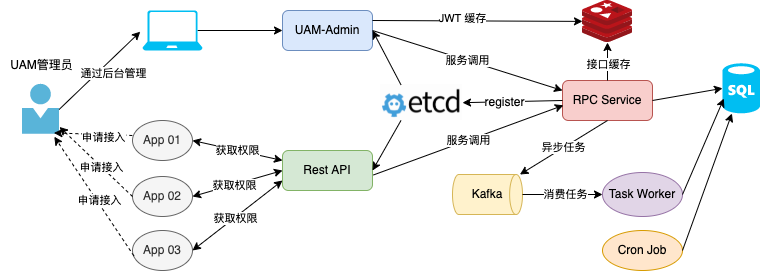 UAM管理员
通过后台管理
UAM-Admin
JWT 缓存
服务调用
接口缓存
etcd
register
RPC Service
SQL
申请接入
App 01
获取权限
申请接入
App 02
获取权限
申请接入
App 03
获取权限
Rest API
服务调用
异步任务
Kafka
消费任务
Task Worker
Cron Job